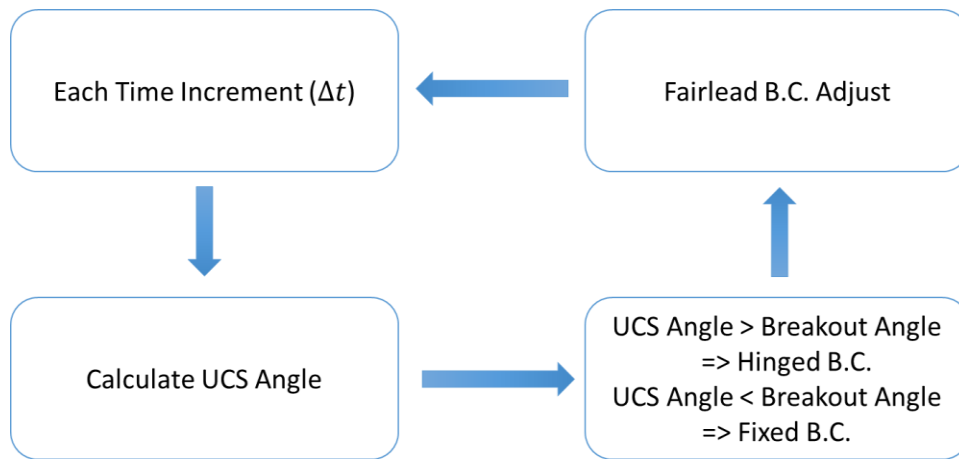 Each Time Increment (Δt)
Fairlead B.C. Adjust
Calculate UCS Angle
UCS Angle > Breakout Angle
=> Hinged B.C.
UCS Angle < Breakout Angle
=> Fixed B.C.